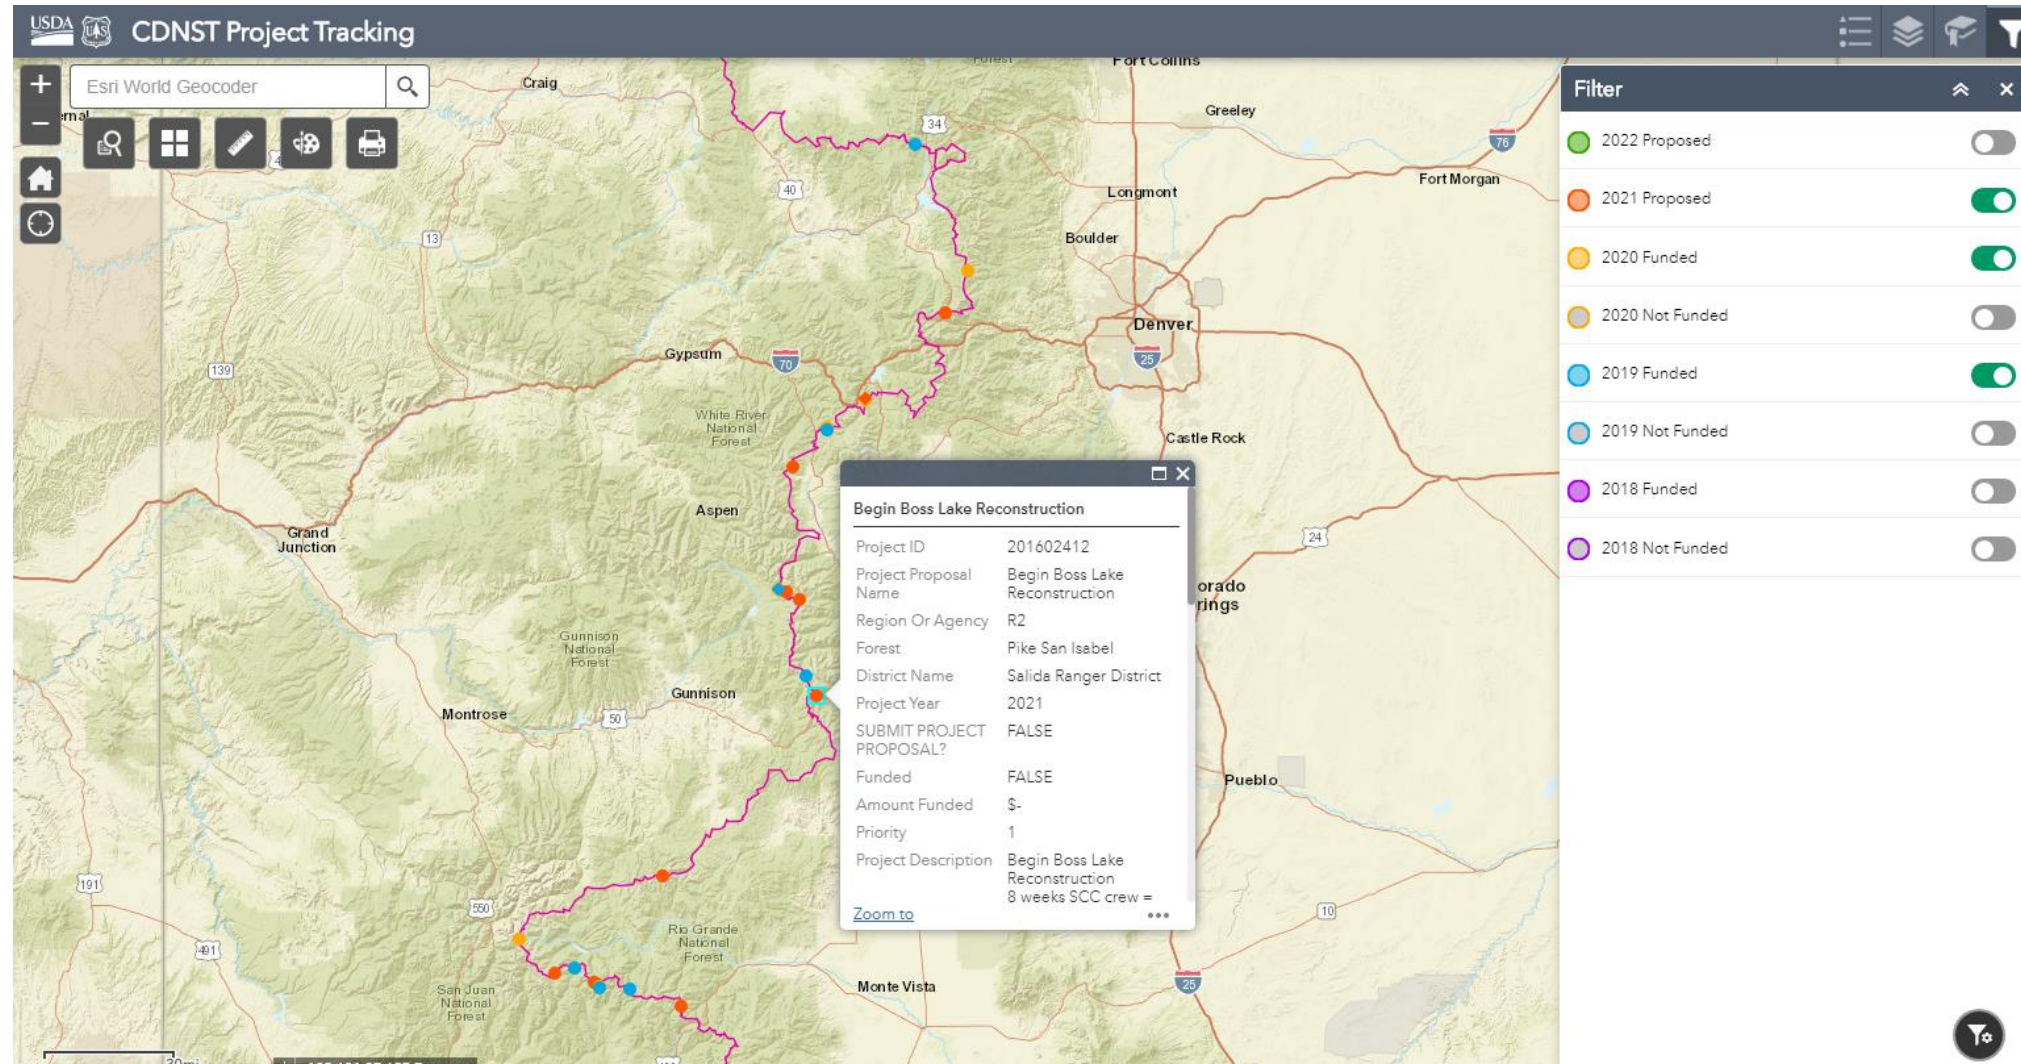 USDA
UAS
CDNST Project Tracking
Esri World Geocoder
Craig
Fort Collins
Greeley
34
76
40
Longmont
Fort Morgan
13
Boulder
Denver
Gypsum
70
25
139
White River
National
Forest
Castle Rock
Aspen
Grand
Junction
24
orado
rings
Gunnison
National
Forest
Gunnison
Montrose
50
Pueblo
191
550
10
Rio Grande
National
Forest
491
San Juan
National
Forest
Monte Vista
25
30mi
Begin Boss Lake Reconstruction
Project ID 201602412
Project Proposal Name Begin Boss Lake Reconstruction
Region Or Agency R2
Forest Pike San Isabel
District Name Salida Ranger District
Project Year 2021
SUBMIT PROJECT PROPOSAL? FALSE
Funded FALSE
Amount Funded $-
Priority 1
Project Description Begin Boss Lake
Reconstruction
8 weeks SCC crew =
Zoom to
Filter
2022 Proposed
2021 Proposed
2020 Funded
2020 Not Funded
2019 Funded
2019 Not Funded
2018 Funded
2018 Not Funded